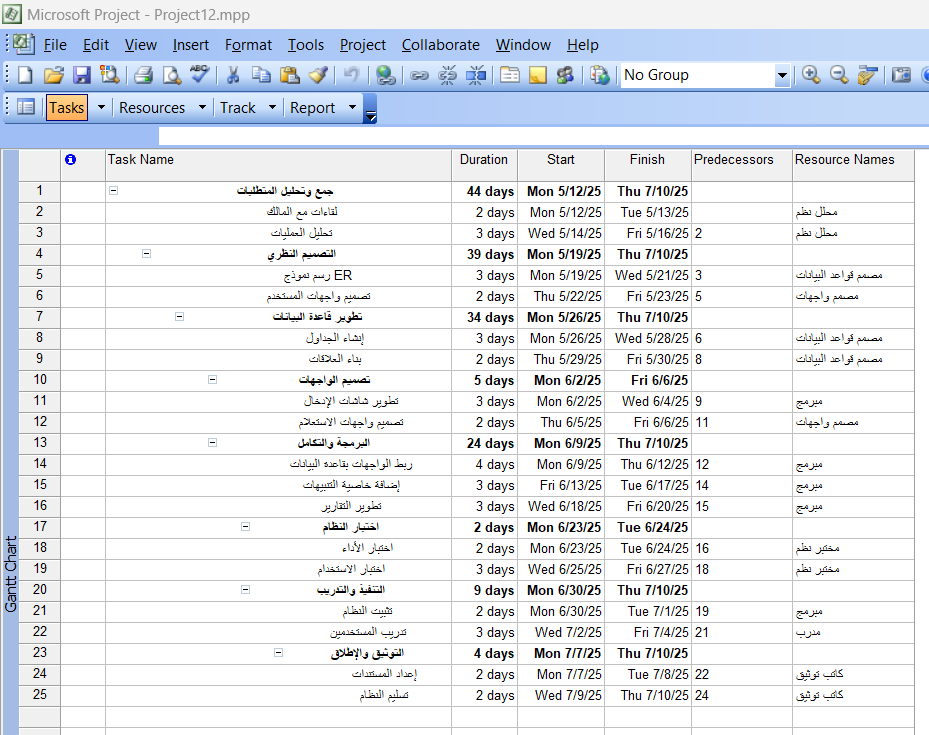 Microsoft Project - Project12.mpp
File Edit View Insert Format Tools Project Collaborate Window Help
No Group
Tasks Resources Track Report
Task Name Duration Start Finish Predecessors Resource Names
1 جمع وتحليل المتطلبات 44 days Mon 5/12/25 Thu 7/10/25
2 لقاءات مع المالك 2 days Mon 5/12/25 Tue 5/13/25 محلل نظم
3 تحليل العمليات 3 days Wed 5/14/25 Fri 5/16/25 2 محلل نظم
4 التصميم النظري 39 days Mon 5/19/25 Thu 7/10/25
5 رسم نموذج ER 3 days Mon 5/19/25 Wed 5/21/25 3 مصمم قواعد البيانات
6 تصميم واجهات المستخدم 2 days Thu 5/22/25 Fri 5/23/25 5 مصمم واجهات
7 تطوير قاعدة البيانات 34 days Mon 5/26/25 Thu 7/10/25
8 إنشاء الجداول 3 days Mon 5/26/25 Wed 5/28/25 6 مصمم قواعد البيانات
9 بناء العلاقات 2 days Thu 5/29/25 Fri 5/30/25 8 مصمم قواعد البيانات
10 تصميم الواجهات 5 days Mon 6/2/25 Fri 6/6/25
11 تطوير شاشات الإدخال 3 days Mon 6/2/25 Wed 6/4/25 9 مبرمج
12 تصميم واجهات الاستعلام 2 days Thu 6/5/25 Fri 6/6/25 11 مصمم واجهات
13 البرمجة والتكامل 24 days Mon 6/9/25 Thu 7/10/25
14 ربط الواجهات بقاعدة البيانات 4 days Mon 6/9/25 Thu 6/12/25 12 مبرمج
15 إضافة خاصية التنبيهات 3 days Fri 6/13/25 Tue 6/17/25 14 مبرمج
16 تطوير التقارير 3 days Wed 6/18/25 Fri 6/20/25 15 مبرمج
17 اختبار النظام 2 days Mon 6/23/25 Tue 6/24/25
18 اختبار الأداء 2 days Mon 6/23/25 Tue 6/24/25 16 مختبر نظم
19 اختبار الاستخدام 3 days Wed 6/25/25 Fri 6/27/25 18 مختبر نظم
20 التنفيذ والتدريب 9 days Mon 6/30/25 Thu 7/10/25
21 تثبيت النظام 2 days Mon 6/30/25 Tue 7/1/25 19 مبرمج
22 تدريب المستخدمين 3 days Wed 7/2/25 Fri 7/4/25 21 مدرب
23 التوثيق والإطلاق 4 days Mon 7/7/25 Thu 7/10/25
24 إعداد المستندات 2 days Mon 7/7/25 Tue 7/8/25 22 كاتب توثيق
25 تسليم النظام 2 days Wed 7/9/25 Thu 7/10/25 24 كاتب توثيق
Gantt Chart